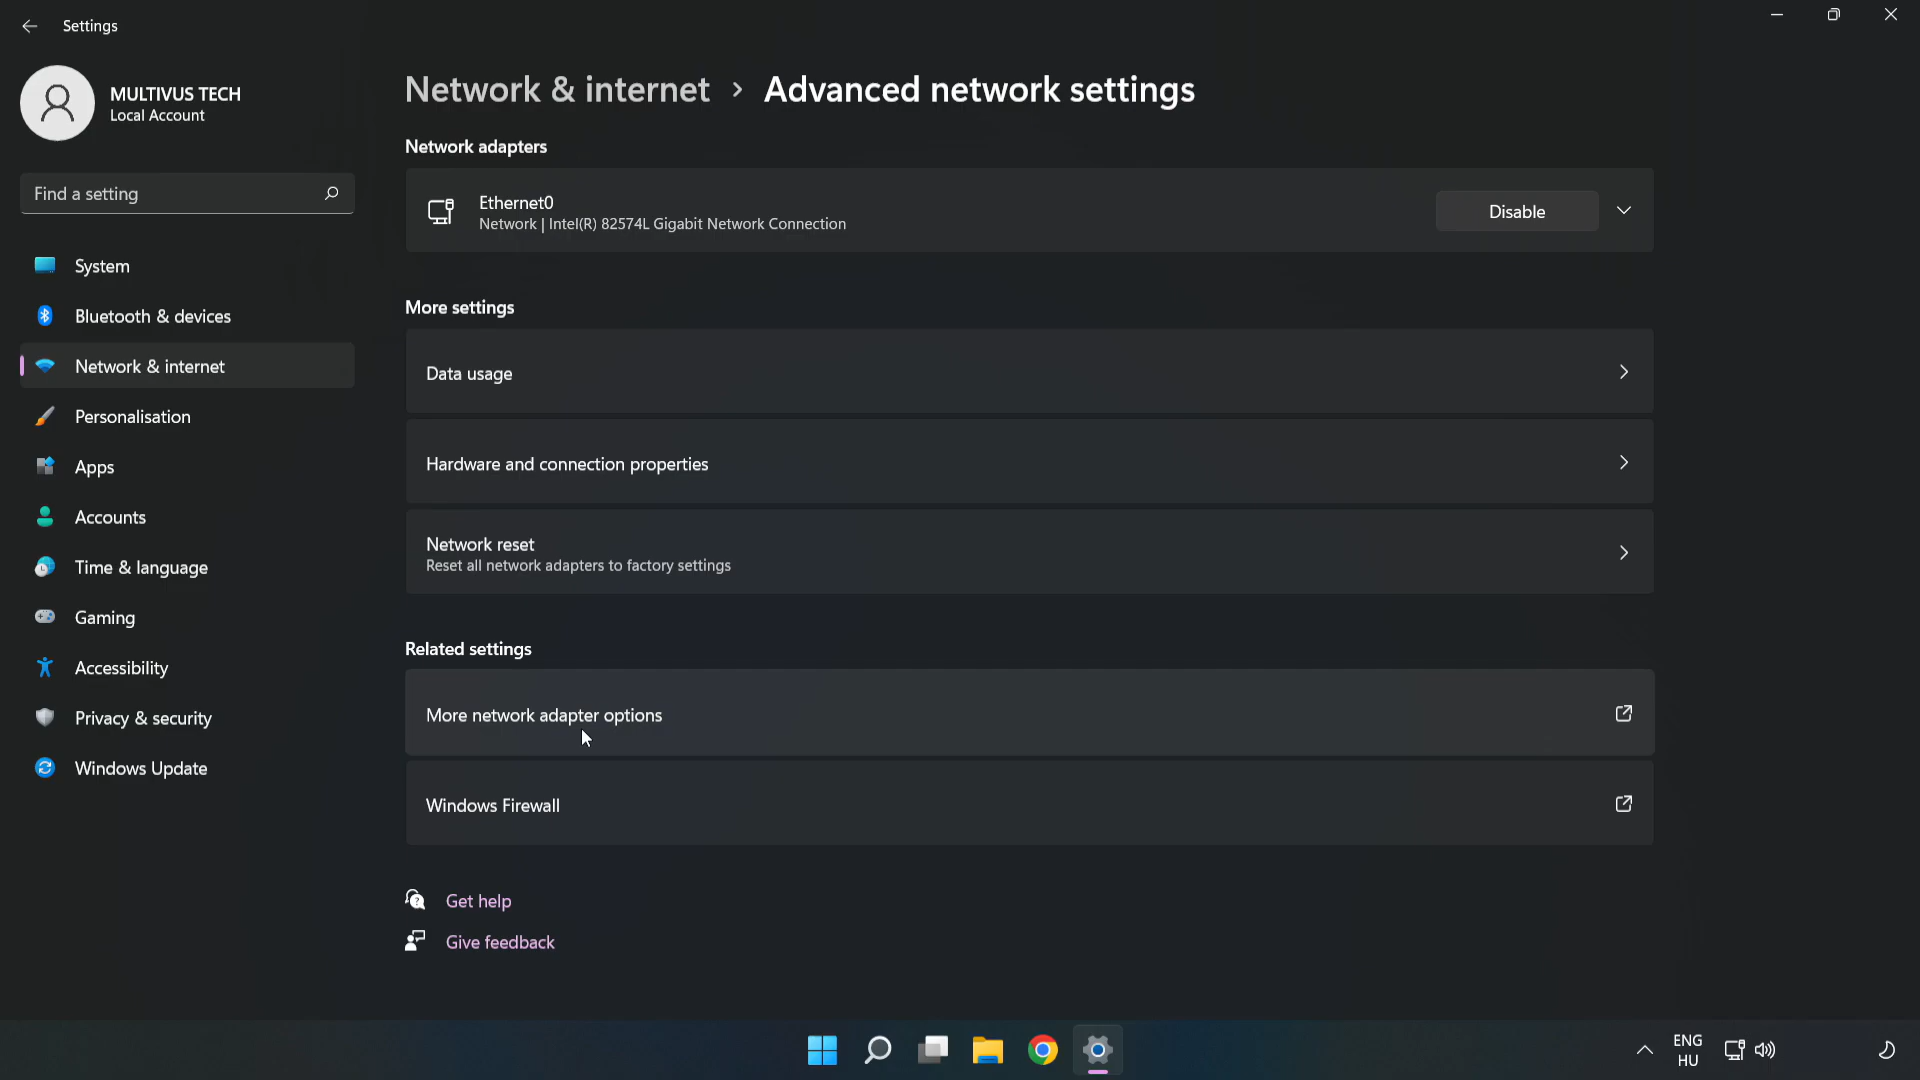 Settings
MULTIVUS TECH
Local Account
Find a setting
System
Bluetooth & devices
Network & internet
Personalisation
Apps
Accounts
Time & language
Gaming
Accessibility
Privacy & security
Windows Update
Network & internet > Advanced network settings
Network adapters
Ethernet0
Network | Intel(R) 82574L Gigabit Network Connection
Disable
More settings
Data usage
Hardware and connection properties
Network reset
Reset all network adapters to factory settings
Related settings
More network adapter options
Windows Firewall
Get help
Give feedback
ENG
HU